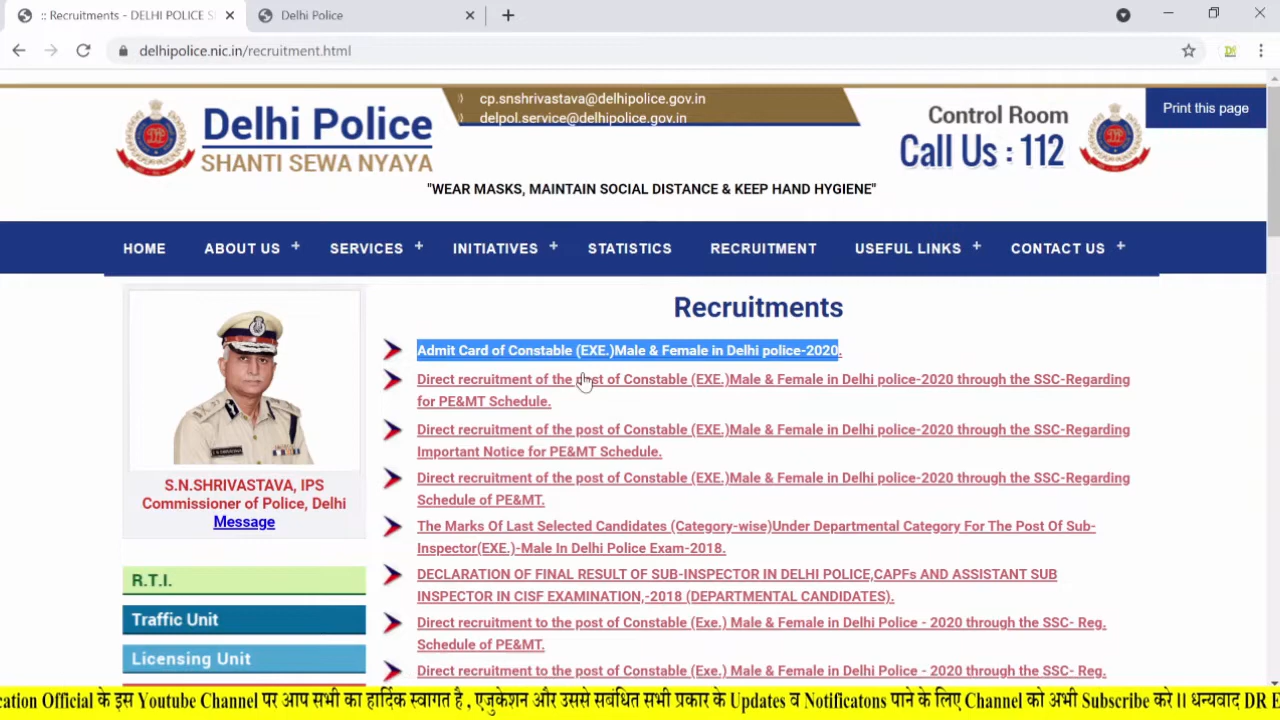 :: Recruitments - DELHI POLICE S
Delhi Police
delhipolice.nic.in/recruitment.html
cp.snshrivastava@delhipolice.gov.in
delpol.service@delhipolice.gov.in
Delhi Police
SHANTI SEWA NYAYA
Control Room
Call Us : 112
Print this page
"WEAR MASKS, MAINTAIN SOCIAL DISTANCE & KEEP HAND HYGIENE"
HOME ABOUT US + SERVICES + INITIATIVES + STATISTICS RECRUITMENT USEFUL LINKS + CONTACT US +
Recruitments
Admit Card of Constable (EXE.)Male & Female in Delhi police-2020.
Direct recruitment of the post of Constable (EXE.)Male & Female in Delhi police-2020 through the SSC-Regarding
for PE&MT Schedule.
Direct recruitment of the post of Constable (EXE.)Male & Female in Delhi police-2020 through the SSC-Regarding
Important Notice for PE&MT Schedule.
Direct recruitment of the post of Constable (EXE.)Male & Female in Delhi police-2020 through the SSC-Regarding
Schedule of PE&MT.
The Marks Of Last Selected Candidates (Category-wise)Under Departmental Category For The Post Of Sub-
Inspector(EXE.)-Male In Delhi Police Exam-2018.
DECLARATION OF FINAL RESULT OF SUB-INSPECTOR IN DELHI POLICE,CAPFs AND ASSISTANT SUB
INSPECTOR IN CISF EXAMINATION,-2018 (DEPARTMENTAL CANDIDATES).
Direct recruitment to the post of Constable (Exe.) Male & Female in Delhi Police - 2020 through the SSC- Reg.
Schedule of PE&MT.
Direct recruitment to the post of Constable (Exe.) Male & Female in Delhi Police - 2020 through the SSC- Reg.
S.N.SHRIVASTAVA, IPS
Commissioner of Police, Delhi
Message
R.T.I.
Traffic Unit
Licensing Unit
cation Official के इस Youtube Channel पर आप सभी का हार्दिक स्वागत है , एजुकेशन और उससे सबंधित सभी प्रकार के Updates व Notificatons पाने के लिए Channel को अभी Subscribe करे ।। धन्यवाद DR E